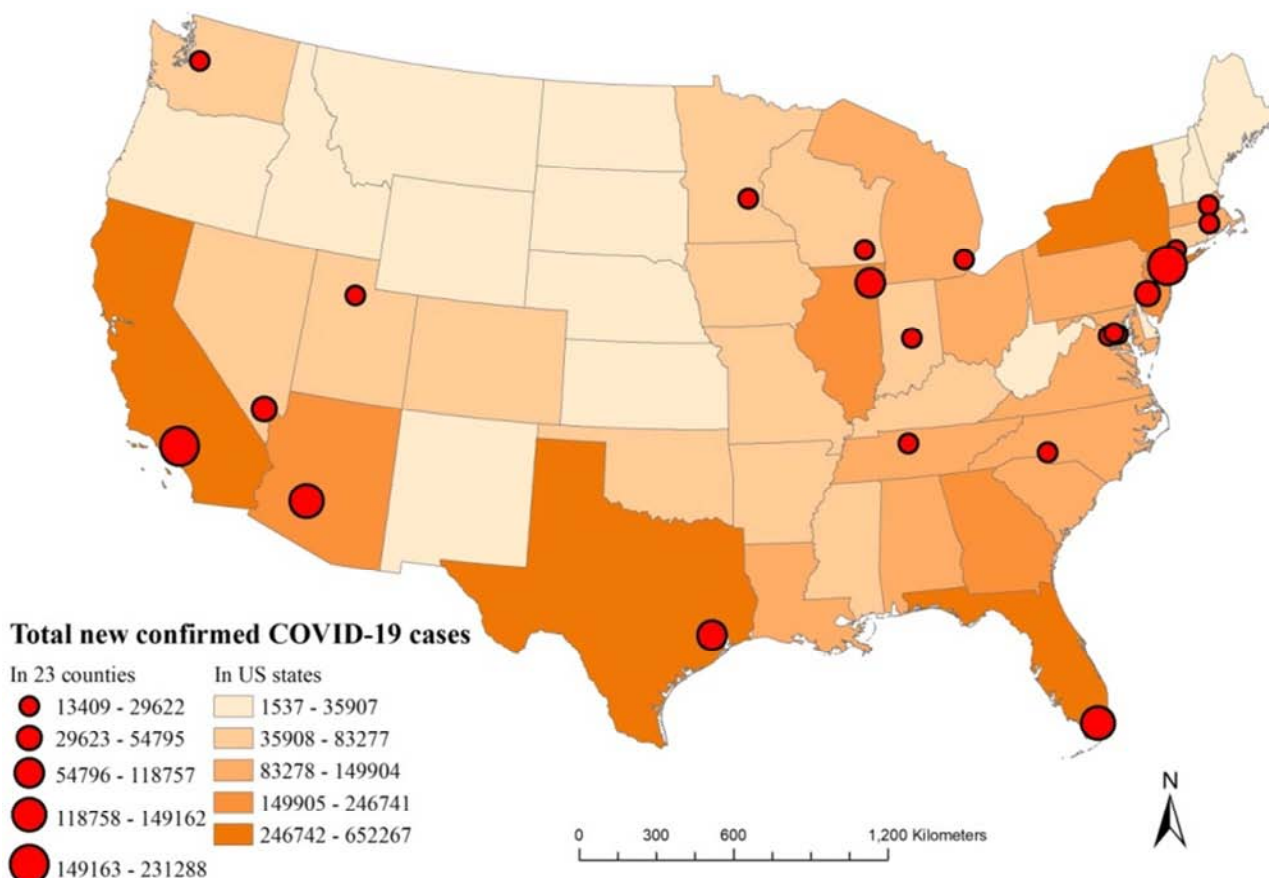 Total new confirmed COVID-19 cases
In 23 counties
13409 - 29622
29623 - 54795
54796 - 118757
118758 - 149162
149163 - 231288
In US states
1537 - 35907
35908 - 83277
83278 - 149904
149905 - 246741
246742 - 652267
0 300 600 1,200 Kilometers
N